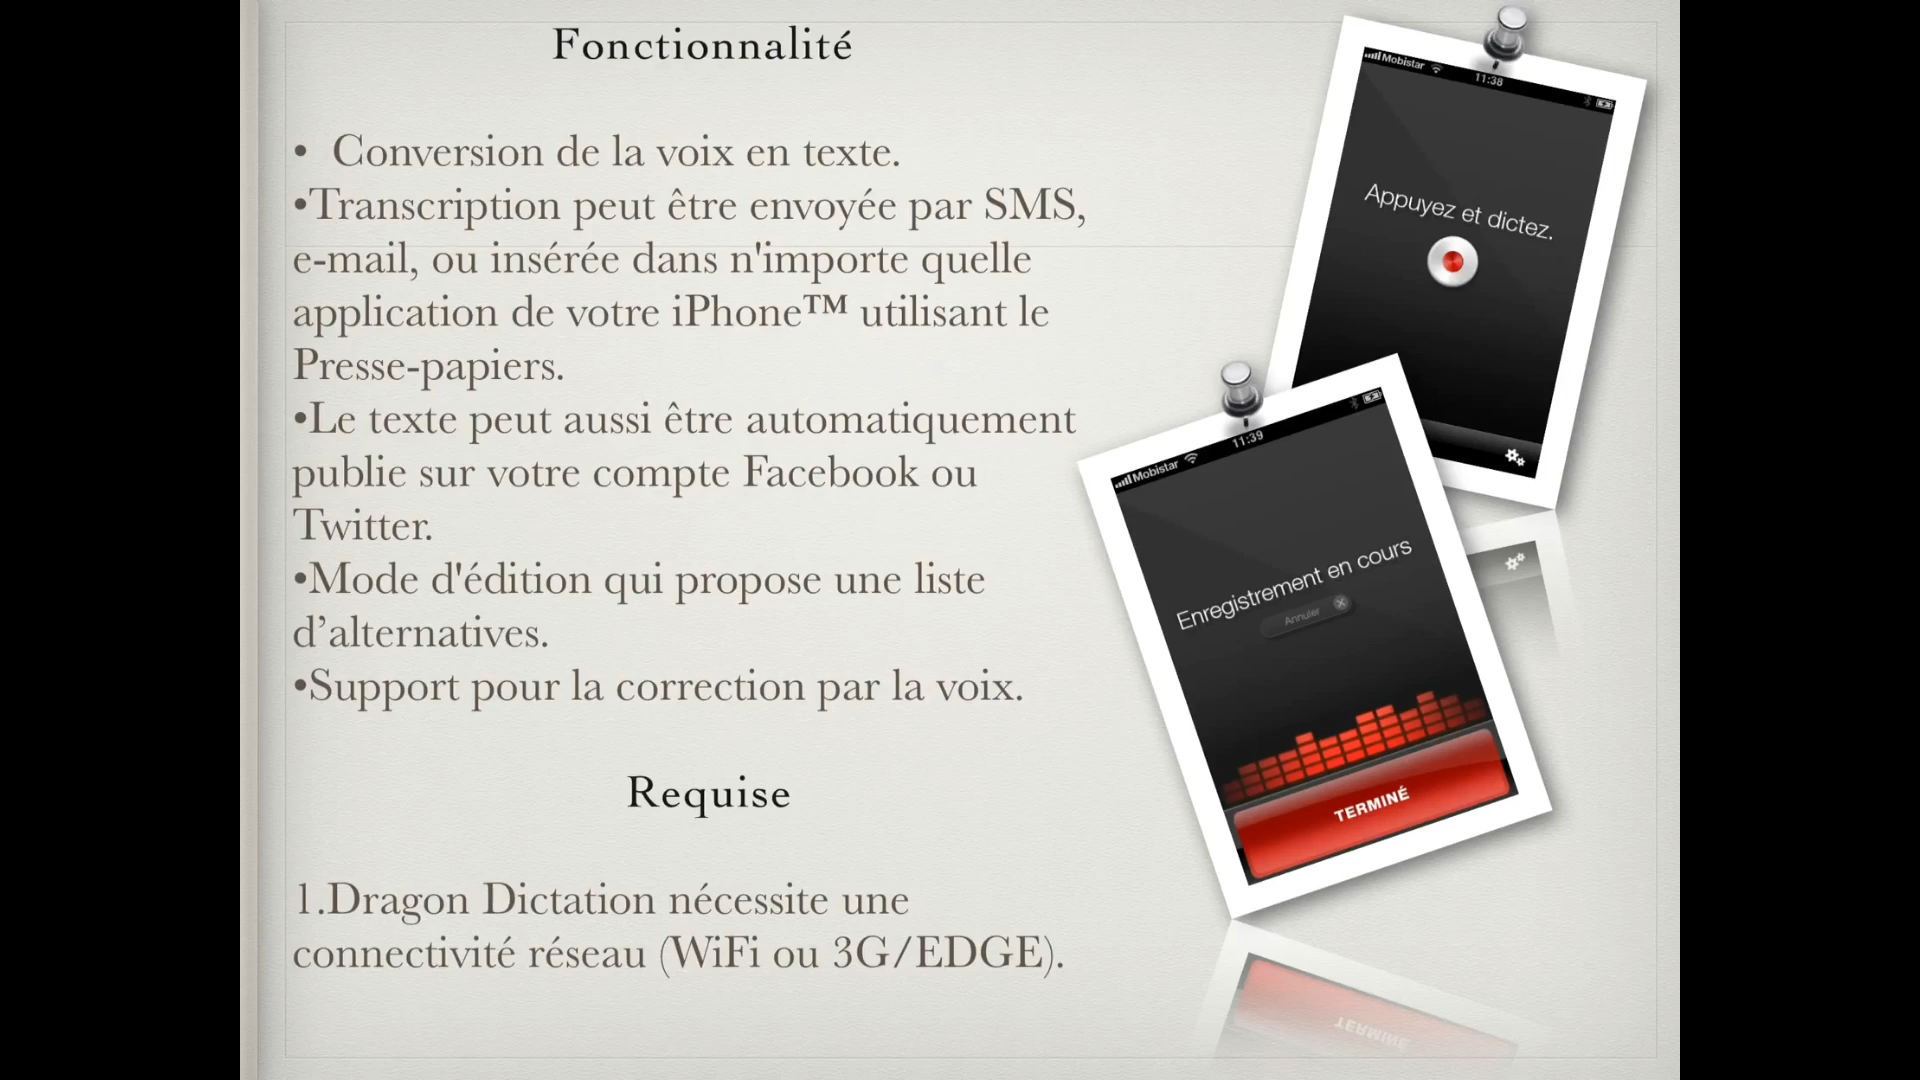 Fonctionnalité
• Conversion de la voix en texte.
•Transcription peut être envoyée par SMS,
e-mail, ou insérée dans n'importe quelle
application de votre iPhone™ utilisant le
Presse-papiers.
•Le texte peut aussi être automatiquement
publie sur votre compte Facebook ou
Twitter.
•Mode d'édition qui propose une liste
d’alternatives.
•Support pour la correction par la voix.
Requise
1.Dragon Dictation nécessite une
connectivité réseau (WiFi ou 3G/EDGE).
Mobistar 11:38
Appuyez et dictez.
Mobistar 11:39
Enregistrement en cours
Annuler
TERMINÉ
TERMINÉ